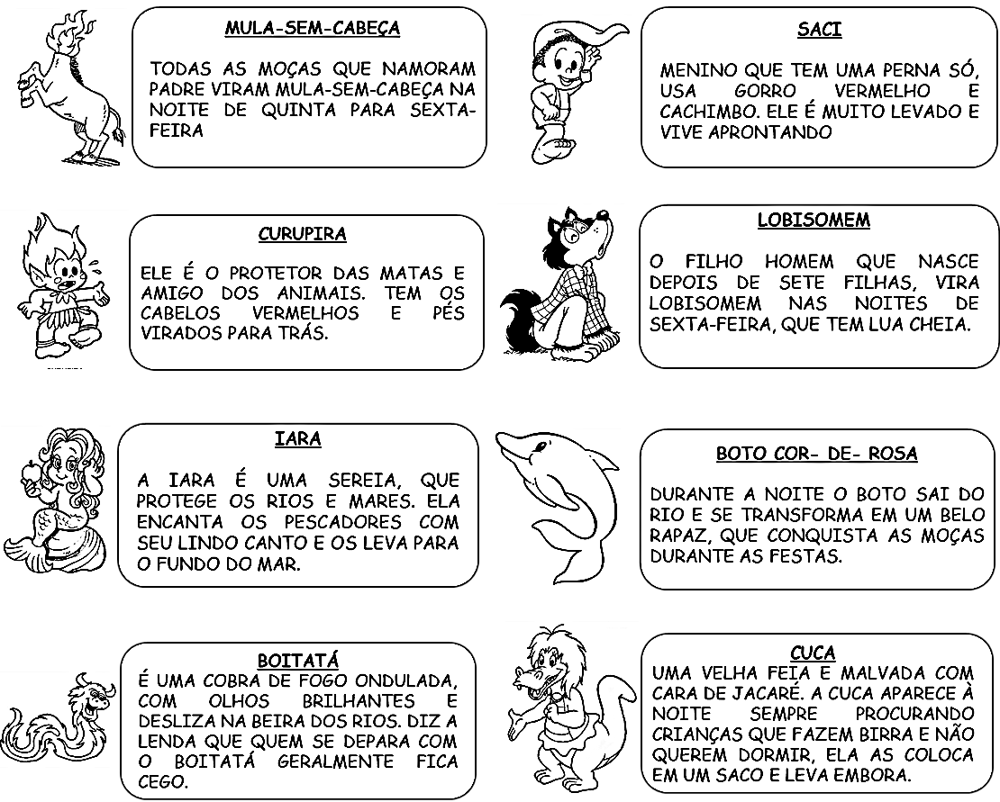 MULA-SEM-CABEÇA
TODAS AS MOÇAS QUE NAMORAM
PADRE VIRAM MULA-SEM-CABEÇA NA
NOITE DE QUINTA PARA SEXTA-
FEIRA
SACI
MENINO QUE TEM UMA PERNA SÓ,
USA GORRO VERMELHO E
CACHIMBO. ELE É MUITO LEVADO E
VIVE APRONTANDO
CURUPIRA
ELE É O PROTETOR DAS MATAS E
AMIGO DOS ANIMAIS. TEM OS
CABELOS VERMELHOS E PÉS
VIRADOS PARA TRÁS.
LOBISOMEM
O FILHO HOMEM QUE NASCE
DEPOIS DE SETE FILHAS, VIRA
LOBISOMEM NAS NOITES DE
SEXTA-FEIRA, QUE TEM LUA CHEIA.
IARA
A IARA É UMA SEREIA, QUE
PROTEGE OS RIOS E MARES. ELA
ENCANTA OS PESCADORES COM
SEU LINDO CANTO E OS LEVA PARA
O FUNDO DO MAR.
BOTO COR- DE- ROSA
DURANTE A NOITE O BOTO SAI DO
RIO E SE TRANSFORMA EM UM BELO
RAPAZ, QUE CONQUISTA AS MOÇAS
DURANTE AS FESTAS.
BOITATÁ
É UMA COBRA DE FOGO ONDULADA,
COM OLHOS BRILHANTES E
DESLIZA NA BEIRA DOS RIOS. DIZ A
LENDA QUE QUEM SE DEPARA COM
O BOITATÁ GERALMENTE FICA
CEGO.
CUCA
UMA VELHA FEIA E MALVADA COM
CARA DE JACARÉ. A CUCA APARECE À
NOITE SEMPRE PROCURANDO
CRIANÇAS QUE FAZEM BIRRA E NÃO
QUEREM DORMIR, ELA AS COLOCA
EM UM SACO E LEVA EMBORA.